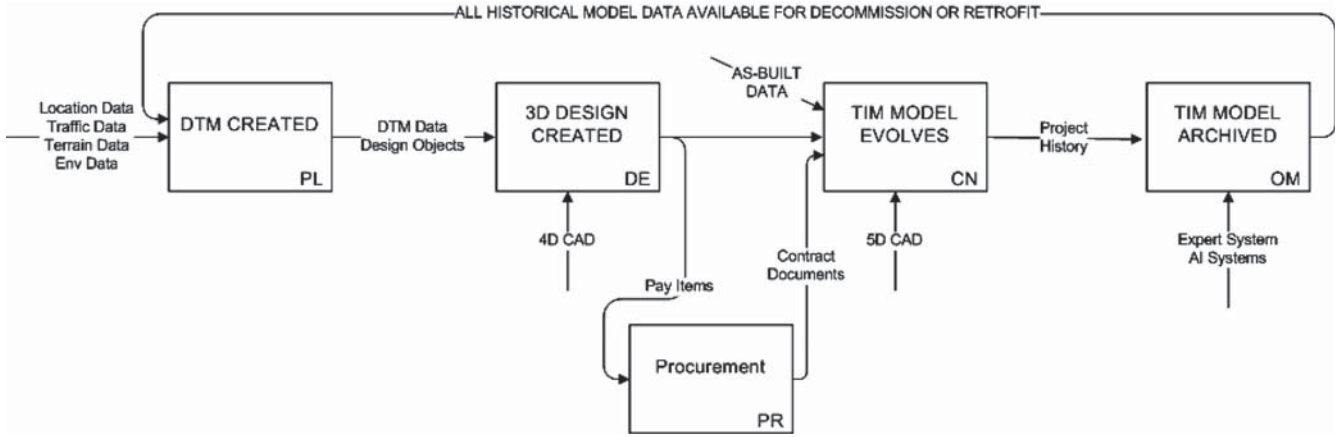 ALL HISTORICAL MODEL DATA AVAILABLE FOR DECOMMISSION OR RETROFIT
Location Data
Traffic Data
Terrain Data
Env Data
DTM CREATED
PL
DTM Data
Design Objects
3D DESIGN
CREATED
DE
4D CAD
Pay Items
Procurement
PR
Contract
Documents
AS-BUILT
DATA
TIM MODEL
EVOLVES
CN
5D CAD
Project
History
TIM MODEL
ARCHIVED
OM
Expert System
AI Systems